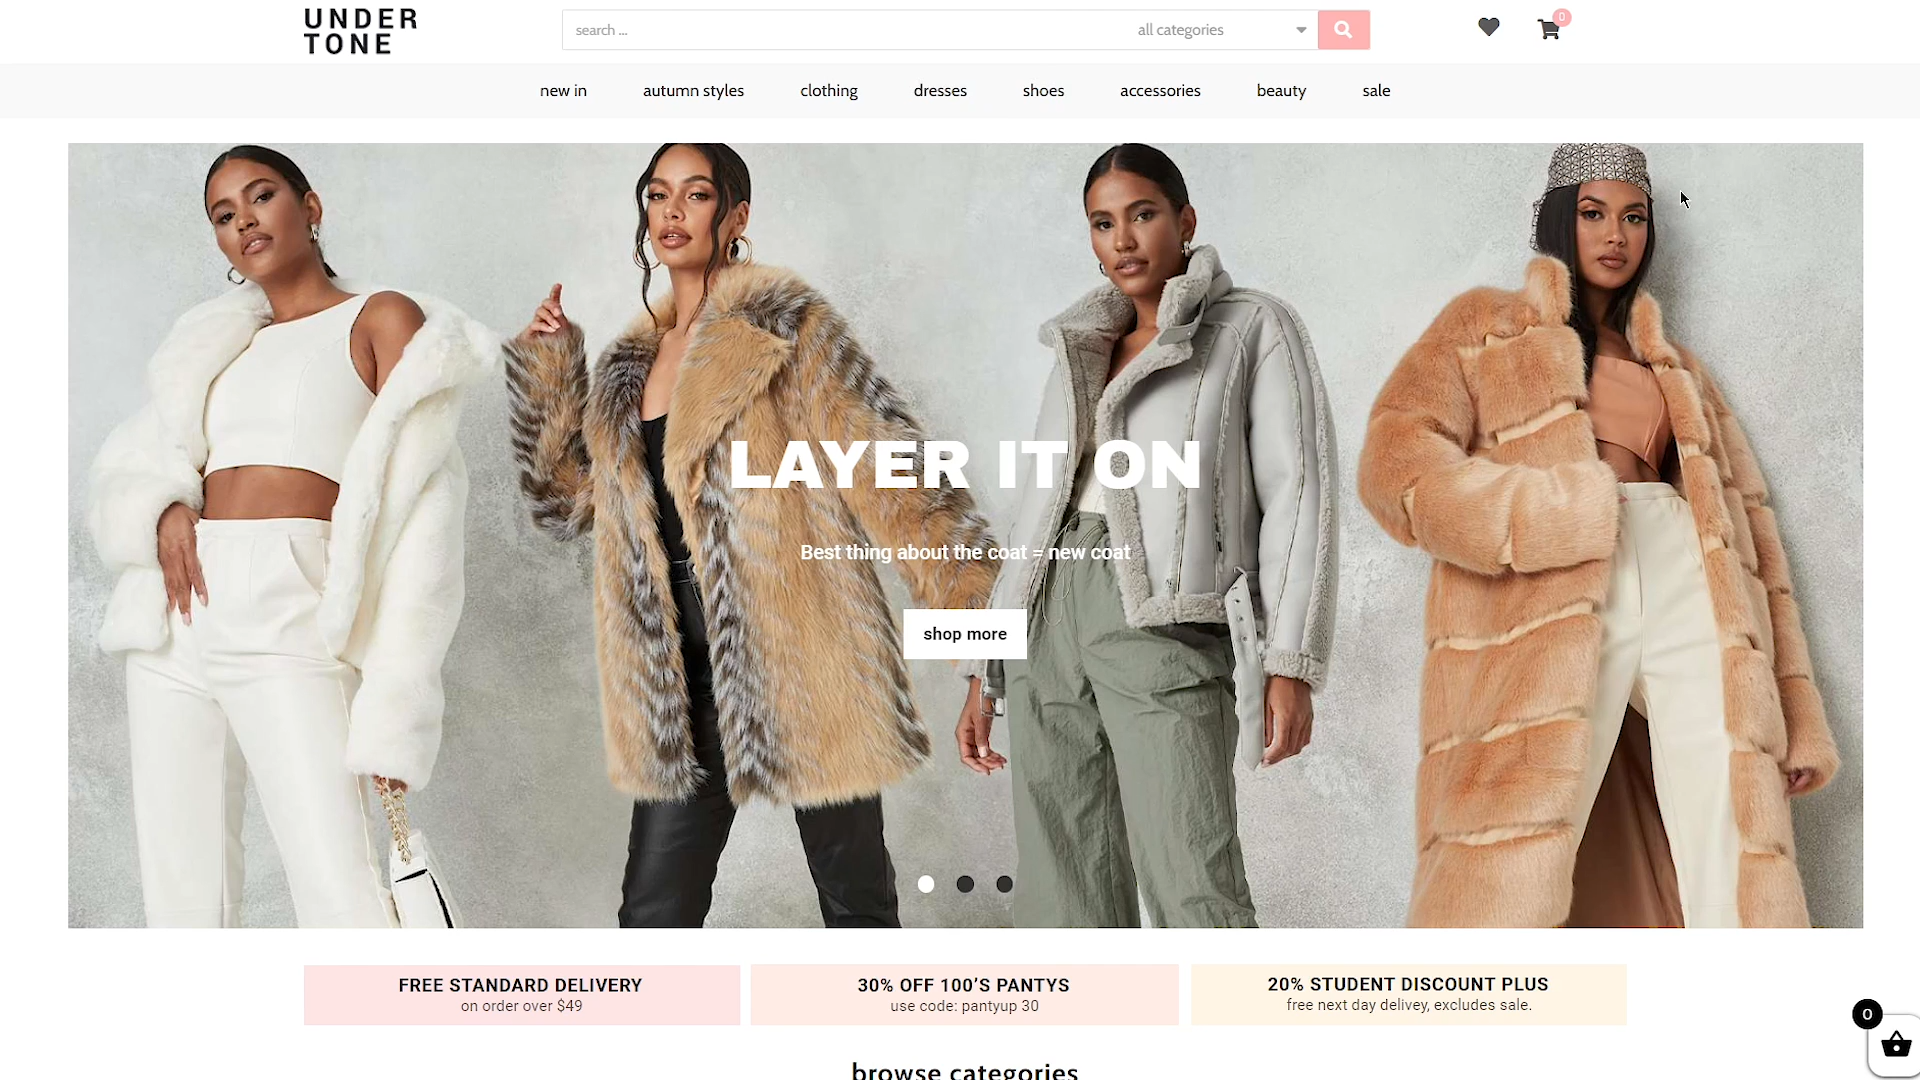 UNDER
TONE
search ...
all categories
0
new in
autumn styles
clothing
dresses
shoes
accessories
beauty
sale
LAYER IT ON
Best thing about the coat = new coat
shop more
FREE STANDARD DELIVERY
on order over $49
30% OFF 100’S PANTYS
use code: pantyup 30
20% STUDENT DISCOUNT PLUS
free next day delivey, excludes sale.
0
browse categories